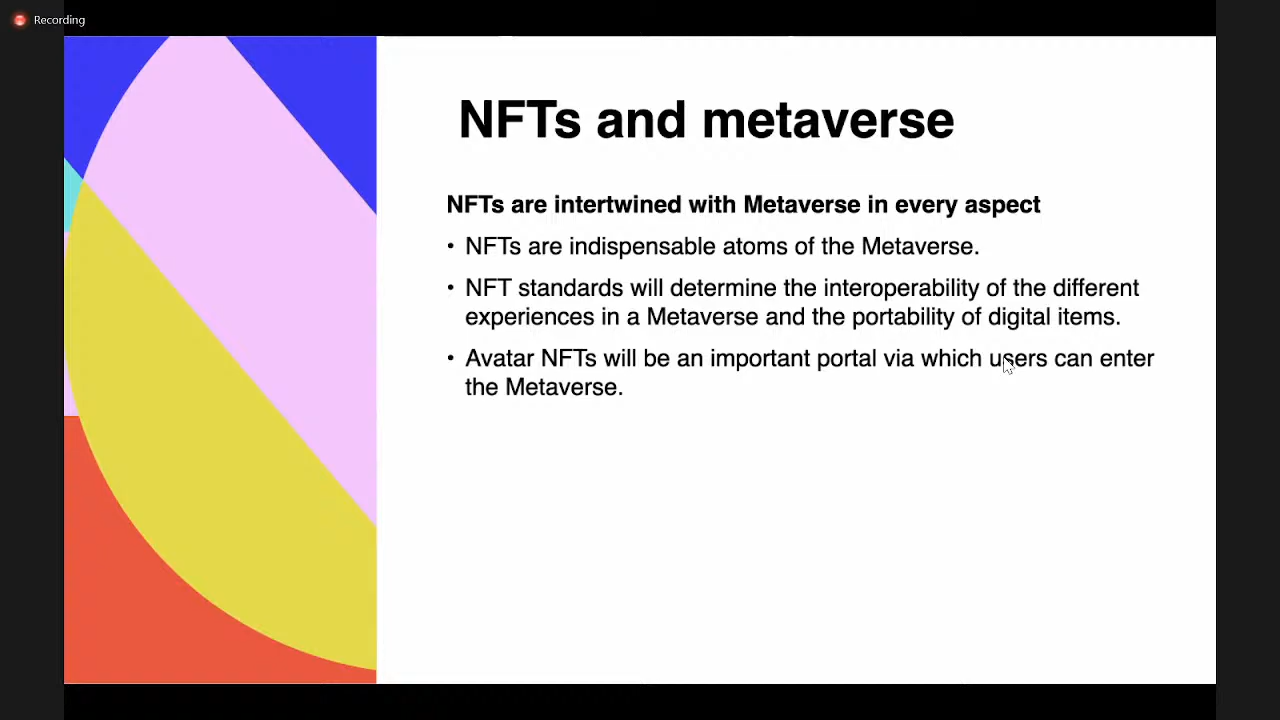 Recording
NFTs and metaverse
NFTs are intertwined with Metaverse in every aspect
• NFTs are indispensable atoms of the Metaverse.
• NFT standards will determine the interoperability of the different
experiences in a Metaverse and the portability of digital items.
• Avatar NFTs will be an important portal via which users can enter
the Metaverse.